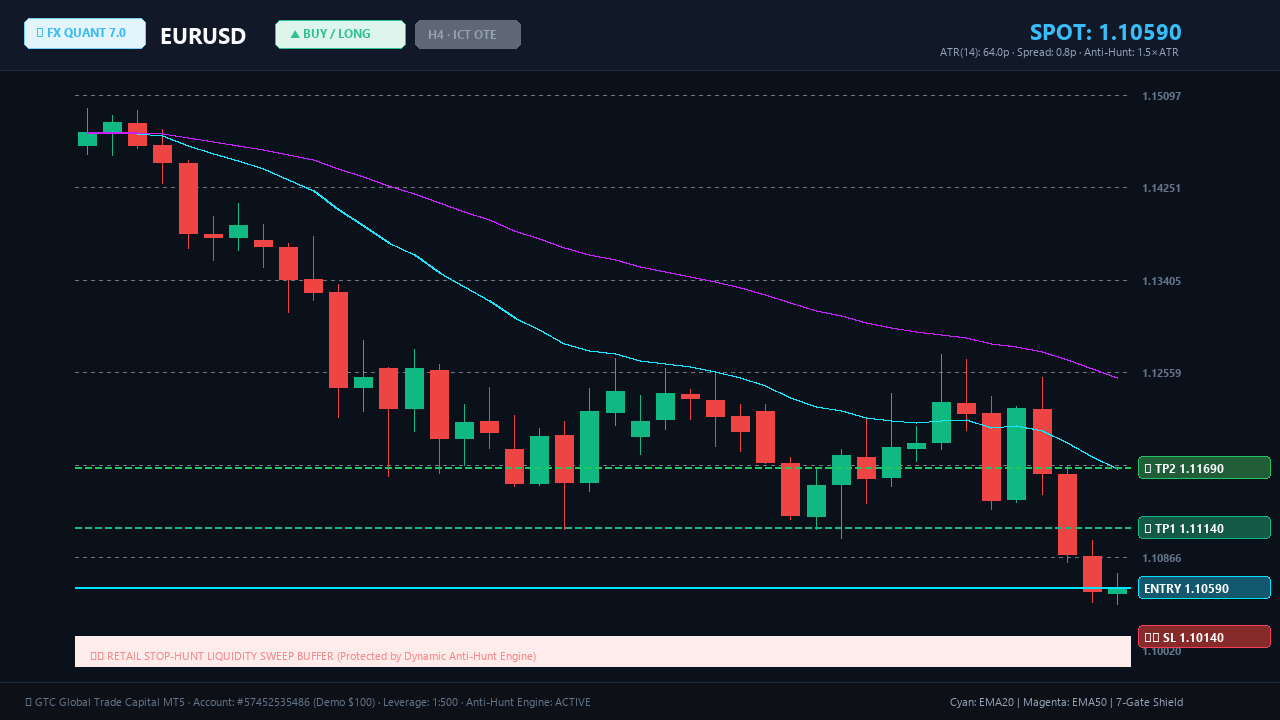 FX QUANT 7.0
EURUSD
▲ BUY / LONG
H4 · ICT OTE
SPOT: 1.10590
ATR(14): 64.0p · Spread: 0.8p · Anti-Hunt: 1.5×ATR
1.15097
1.14251
1.13405
1.12559
TP2 1.11690
TP1 1.11140
1.10866
ENTRY 1.10590
SL 1.10140
1.10020
RETAIL STOP-HUNT LIQUIDITY SWEEP BUFFER (Protected by Dynamic Anti-Hunt Engine)
GTC Global Trade Capital MT5 · Account: #57452535486 (Demo $100) · Leverage: 1:500 · Anti-Hunt Engine: ACTIVE
Cyan: EMA20 | Magenta: EMA50 | 7-Gate Shield